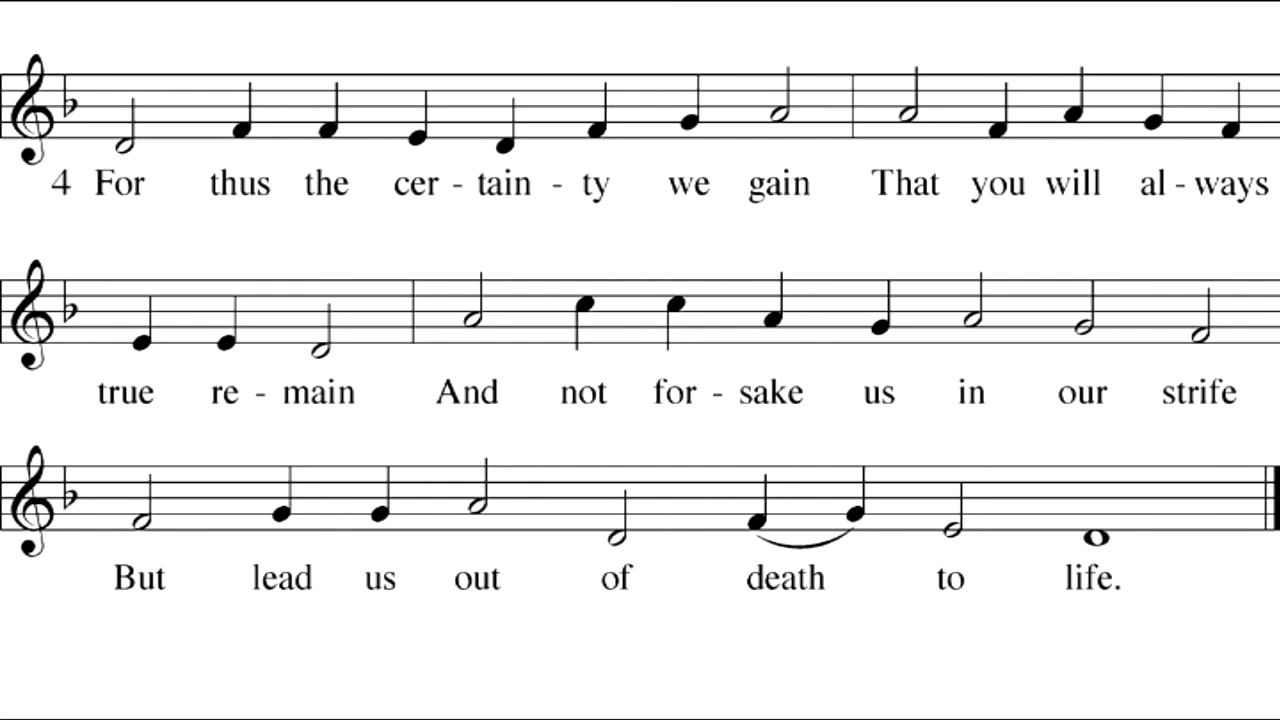 4 For thus the cer - tain - ty we gain That you will al - ways
true re - main And not for - sake us in our strife
But lead us out of death to life.